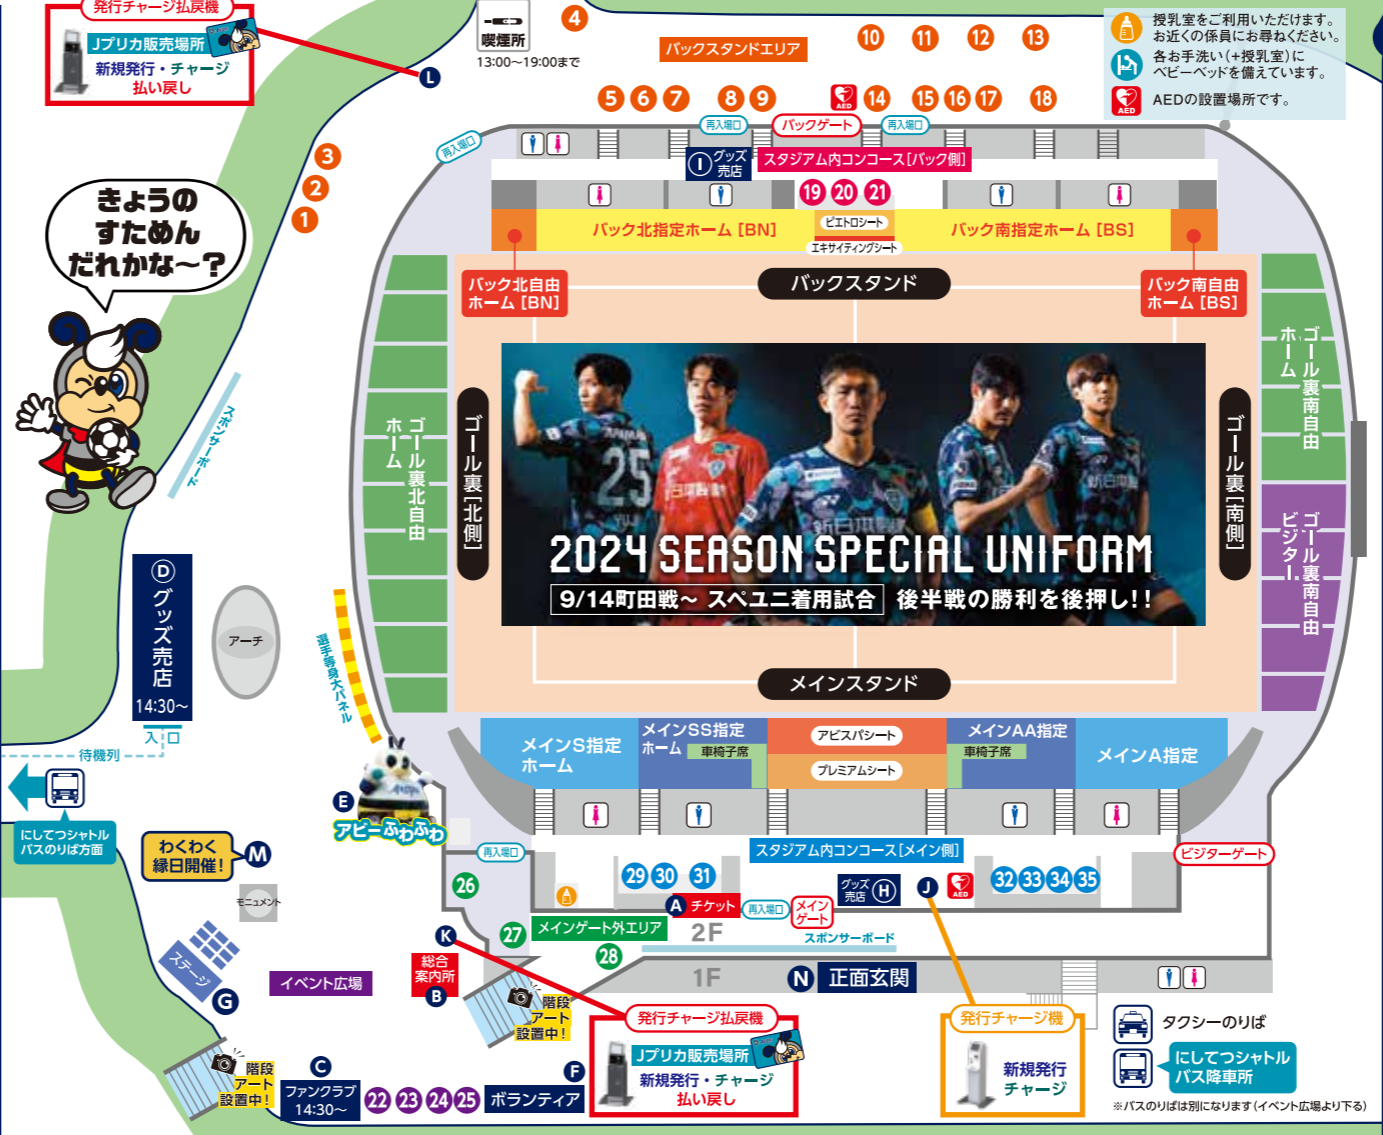 発行チャージ払戻機
Jプリカ販売場所
新規発行・チャージ
払い戻し
L
喫煙所
13:00〜19:00まで
4
バックスタンドエリア
10
11
12
13
授乳室をご利用いただけます。
お近くの係員にお尋ねください。
各お手洗い(+授乳室)に
ベビーベッドを備えています。
AED
AEDの設置場所です。
5
6
7
8
9
AED
14
15
16
17
18
再入場口
再入場口
バックゲート
再入場口
3
2
1
I グッズ
売店
スタジアム内コンコース[バック側]
19
20
21
きょうの
すためん
だれかな〜?
バック北指定ホーム [BN]
ピエトロシート
エキサイティングシート
バック南指定ホーム [BS]
バック北自由
ホーム [BN]
バックスタンド
バック南自由
ホーム [BS]
ゴール裏北自由
ホーム
ゴール裏[北側]
25
YUJI
新日本製鐵
新日本製
2024 SEASON SPECIAL UNIFORM
9/14町田戦〜 スペユニ着用試合 後半戦の勝利を後押し!!
ゴール裏[南側]
ゴール裏南自由
ホーム
ゴール裏南自由
ビジター
スポンサーボード
D
グッズ売店
14:30〜
入口
待機列
アーチ
選手等身大パネル
にしてつシャトル
バスのりば方面
メインスタンド
メインS指定
ホーム
メインSS指定
ホーム
車椅子席
アビスパシート
プレミアムシート
メインAA指定
車椅子席
メインA指定
E
アビーふわふわ
わくわく
縁日開催!
M
モニュメント
ステージ
G
再入場口
26
27
28
29
30
31
スタジアム内コンコース[メイン側]
A チケット
再入場口
メイン
ゲート
グッズ
売店
H
J
AED
32
33
34
35
ビジターゲート
メインゲート外エリア
2F
スポンサーボード
1F
N 正面玄関
K
総合
案内所
B
イベント広場
階段
アート
設置中!
階段
アート
設置中!
C
ファンクラブ
14:30〜
22
23
24
25
F
ボランティア
発行チャージ払戻機
Jプリカ販売場所
新規発行・チャージ
払い戻し
発行チャージ機
新規発行
チャージ
タクシーのりば
にしてつシャトル
バス降車所
※バスのりばは別になります(イベント広場より下る)